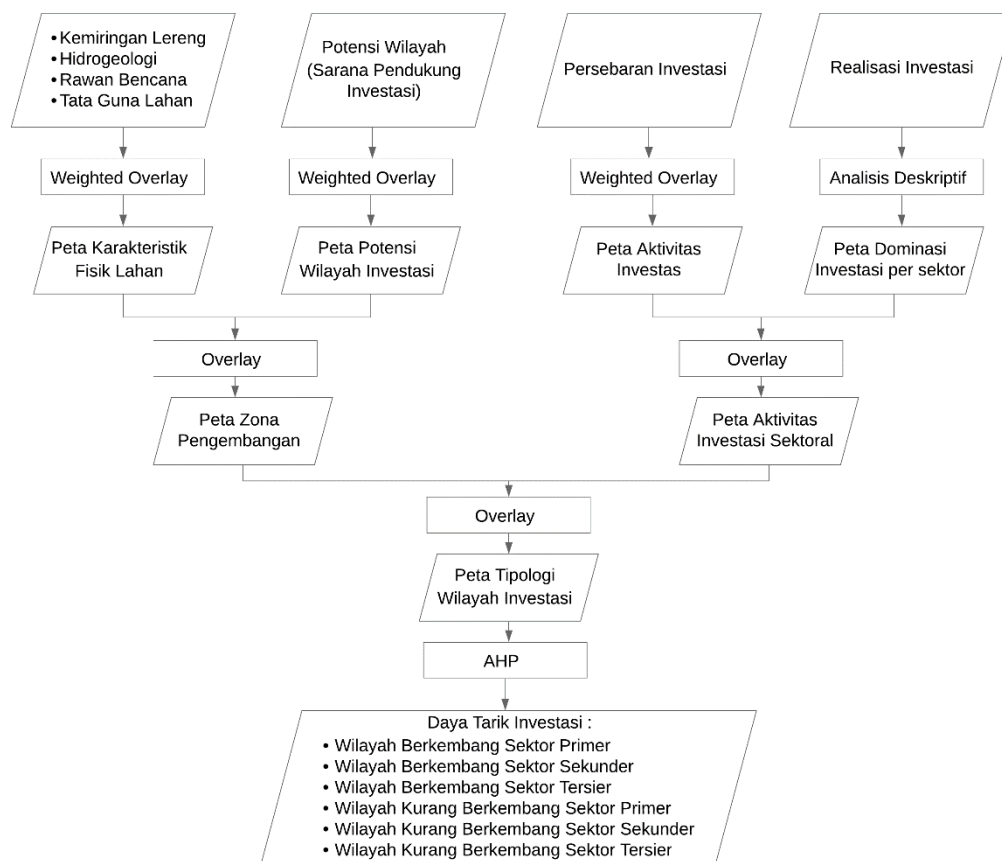 • Kemiringan Lereng
• Hidrogeologi
• Rawan Bencana
• Tata Guna Lahan
Potensi Wilayah
(Sarana Pendukung
Investasi)
Persebaran Investasi
Realisasi Investasi
Weighted Overlay
Weighted Overlay
Weighted Overlay
Analisis Deskriptif
Peta Karakteristik
Fisik Lahan
Peta Potensi
Wilayah Investasi
Peta Aktivitas
Investas
Peta Dominasi
Investasi per sektor
Overlay
Overlay
Peta Zona
Pengembangan
Peta Aktivitas
Investasi Sektoral
Overlay
Peta Tipologi
Wilayah Investasi
AHP
Daya Tarik Investasi :
• Wilayah Berkembang Sektor Primer
• Wilayah Berkembang Sektor Sekunder
• Wilayah Berkembang Sektor Tersier
• Wilayah Kurang Berkembang Sektor Primer
• Wilayah Kurang Berkembang Sektor Sekunder
• Wilayah Kurang Berkembang Sektor Tersier